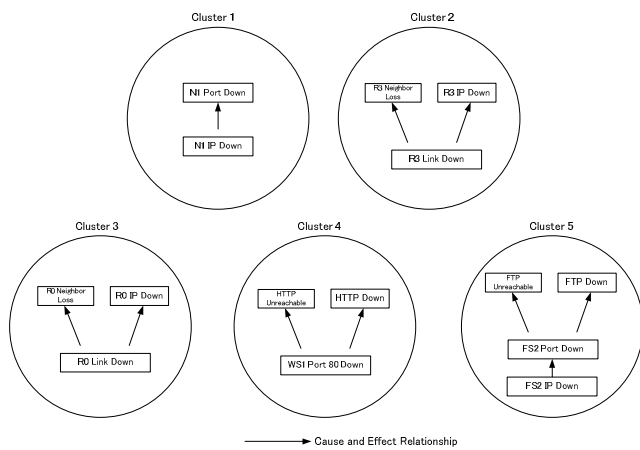 Cluster 1
Cluster 2
N1 Port Down
N1 IP Down
R3 Neighbor
Loss
R3 IP Down
R3 Link Down
Cluster 3
Cluster 4
Cluster 5
R0 Neighbor
Loss
R0 IP Down
R0 Link Down
HTTP
Unreachable
HTTP Down
WS1 Port 80 Down
FTP
Unreachable
FTP Down
FS2 Port Down
FS2 IP Down
Cause and Effect Relationship